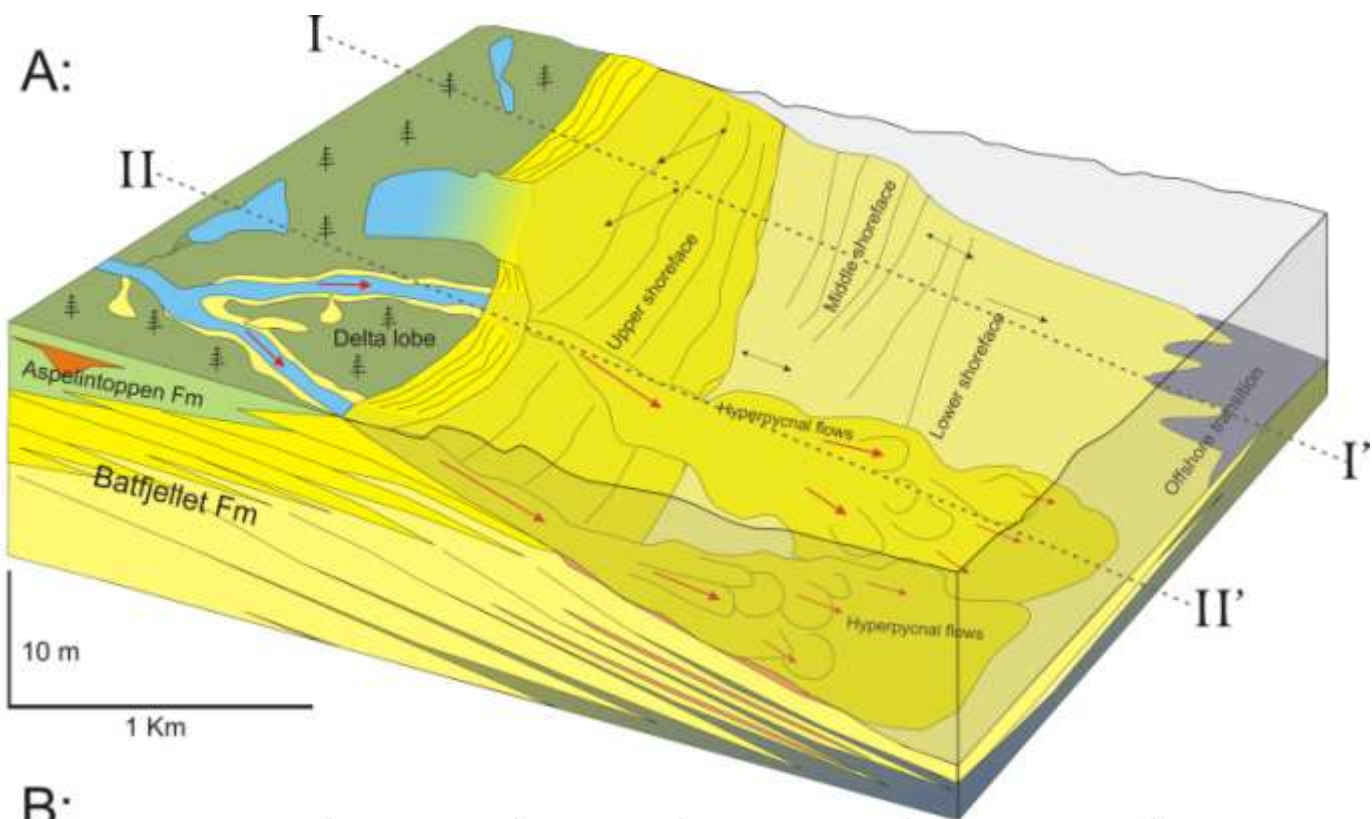 A:
I
II
Upper shoreface
Middle shoreface
Lower shoreface
Offshore transition
Delta lobe
Aspelintoppen Fm
Batfjellet Fm
Hyperpycnal flows
Hyperpycnal flows
I'
II'
10 m
1 Km
B: